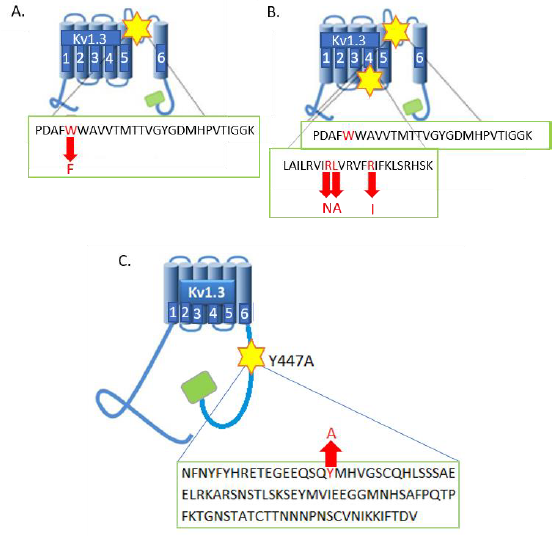 A.
Kv1.3
1 2 3 4 5 6
PDAFWWAVVTMTTVGYGDMHPVTIGGK
F
B.
Kv1.3
1 2 3 4 5 6
PDAFWWAVVTMTTVGYGDMHPVTIGGK
LAILRVIRLVRVFRIFKLSRHSK
NA I
C.
Kv1.3
1 2 3 4 5 6
Y447A
A
NFNYFYHRETEGEEQSQYMHVGSCQHLSSSAE
ELRKARSNSTLSKSEYMVIEEGGMNHSAFPQTP
FKTGNSTATCTTNNNPNSCVNIKKIFTDV